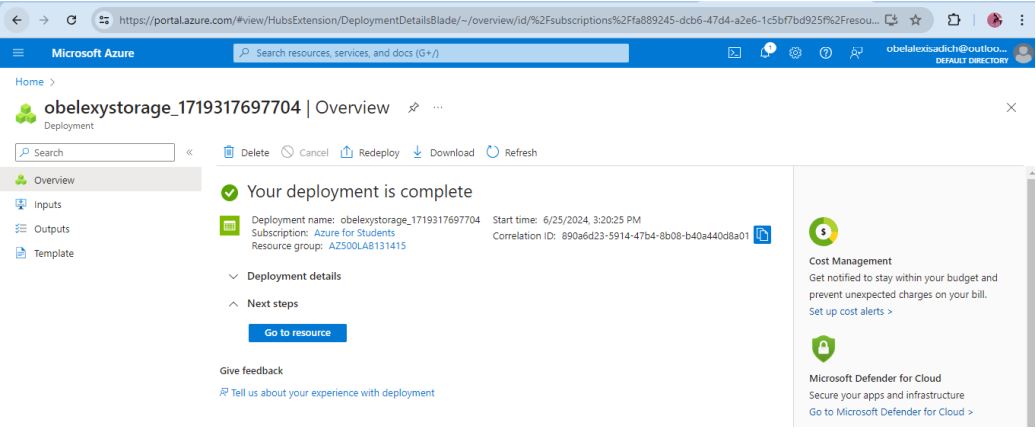 https://portal.azure.com/#view/HubsExtension/DeploymentDetailsBlade/~/overview/id/%2Fsubscriptions%2Ffa889245-dcb6-47d4-a2e6-1c5bf7bd925f%2Fresou...
Microsoft Azure
Search resources, services, and docs (G+/)
1
obelalexisadich@outloo...
DEFAULT DIRECTORY
Home >
obelexystorage_1719317697704 | Overview
Deployment
Search
Delete
Cancel
Redeploy
Download
Refresh
Overview
Inputs
Outputs
Template
Your deployment is complete
Deployment name: obelexystorage_1719317697704
Subscription: Azure for Students
Resource group: AZ500LAB131415
Start time: 6/25/2024, 3:20:25 PM
Correlation ID: 890a6d23-5914-47b4-8b08-b40a440d8a01
Deployment details
Next steps
Go to resource
Give feedback
Tell us about your experience with deployment
Cost Management
Get notified to stay within your budget and
prevent unexpected charges on your bill.
Set up cost alerts >
Microsoft Defender for Cloud
Secure your apps and infrastructure
Go to Microsoft Defender for Cloud >